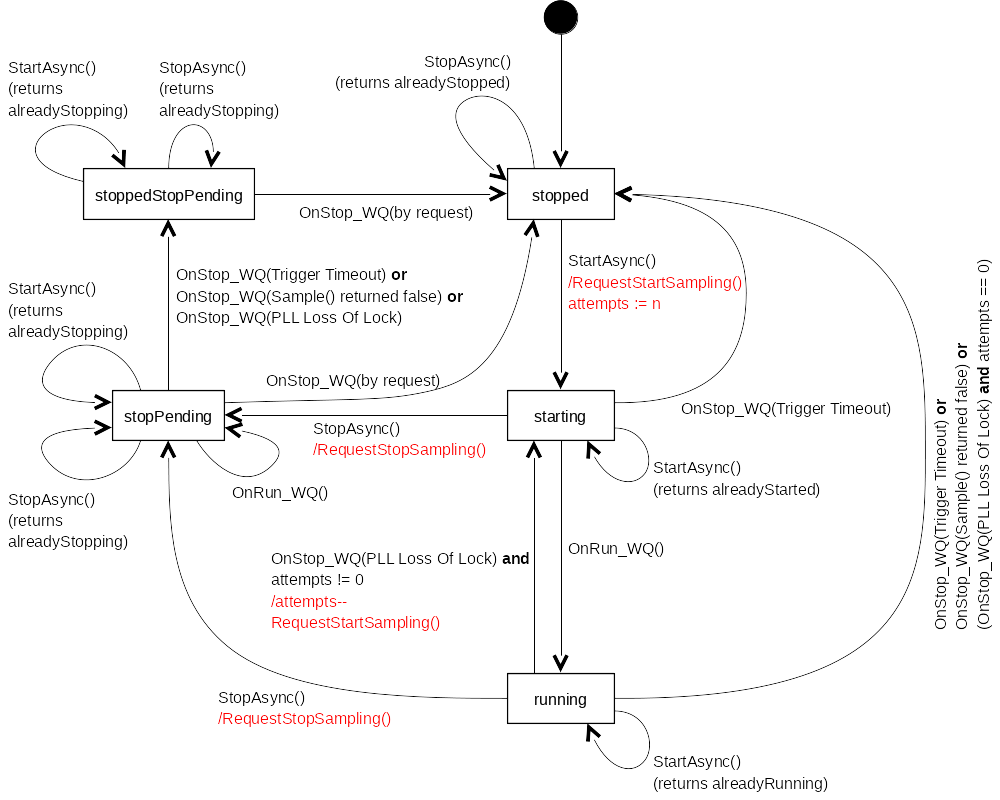 StartAsync()
(returns
alreadyStopping)
StopAsync()
(returns
alreadyStopping)
StopAsync()
(returns alreadyStopped)
stoppedStopPending
stopped
OnStop_WQ(by request)
OnStop_WQ(Trigger Timeout) or
OnStop_WQ(Sample() returned false) or
OnStop_WQ(PLL Loss Of Lock)
StartAsync()
/RequestStartSampling()
attempts := n
StartAsync()
(returns
alreadyStopping)
OnStop_WQ(by request)
stopPending
starting
OnStop_WQ(Trigger Timeout)
StopAsync()
/RequestStopSampling()
StartAsync()
(returns alreadyStarted)
OnRun_WQ()
StopAsync()
(returns
alreadyStopping)
OnStop_WQ(Trigger Timeout) or
OnStop_WQ(Sample() returned false) or
(OnStop_WQ(PLL Loss Of Lock) and attempts == 0)
OnStop_WQ(PLL Loss Of Lock) and
attempts != 0
/attempts--
RequestStartSampling()
OnRun_WQ()
StopAsync()
/RequestStopSampling()
running
StartAsync()
(returns alreadyRunning)